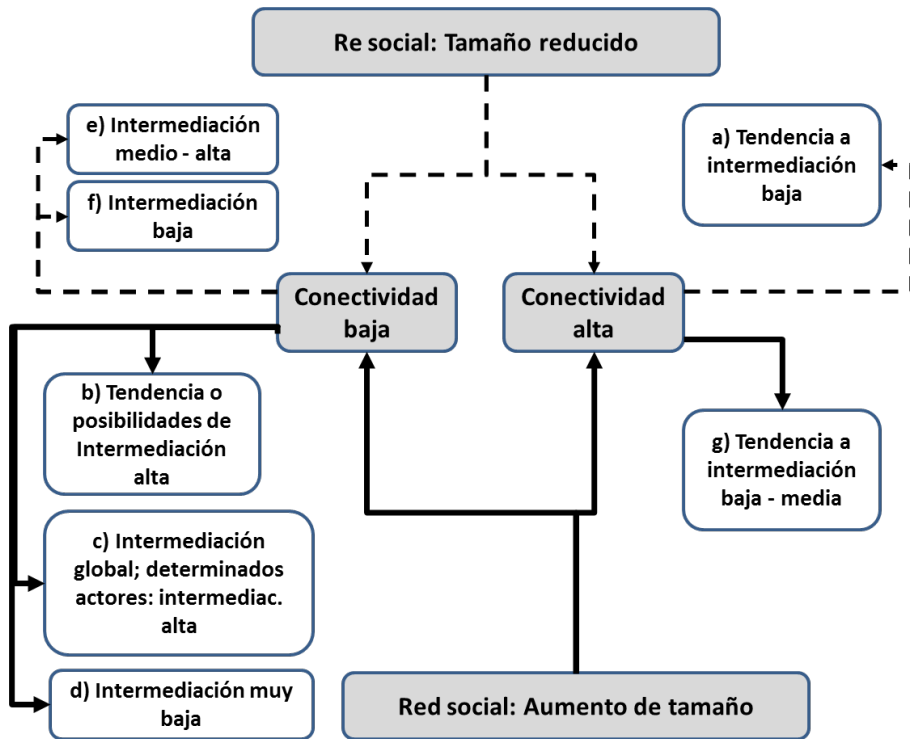 Re social: Tamaño reducido
e) Intermediación
medio - alta
f) Intermediación
baja
a) Tendencia a
intermediación
baja
Conectividad
baja
Conectividad
alta
b) Tendencia o
posibilidades de
Intermediación
alta
g) Tendencia a
intermediación
baja - media
c) Intermediación
global; determinados
actores: intermediac.
alta
d) Intermediación muy
baja
Red social: Aumento de tamaño